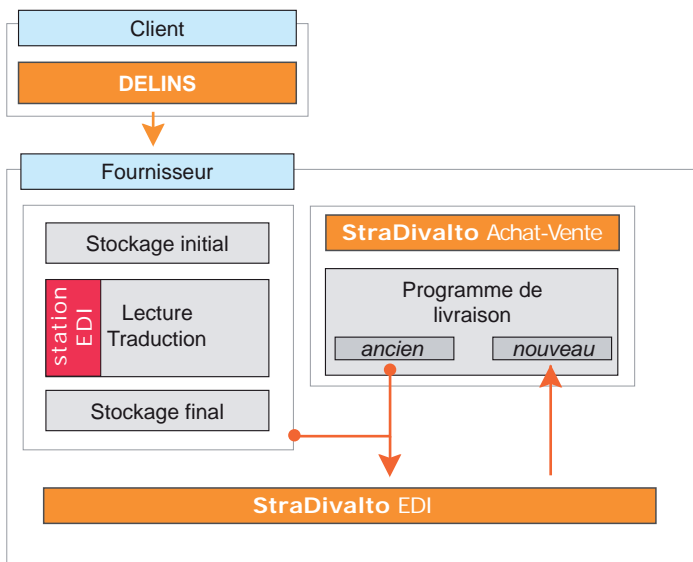 Client
DELINS
Fournisseur
Stockage initial
station
EDI
Lecture
Traduction
Stockage final
StraDivalto Achat-Vente
Programme de
livraison
ancien
nouveau
StraDivalto EDI